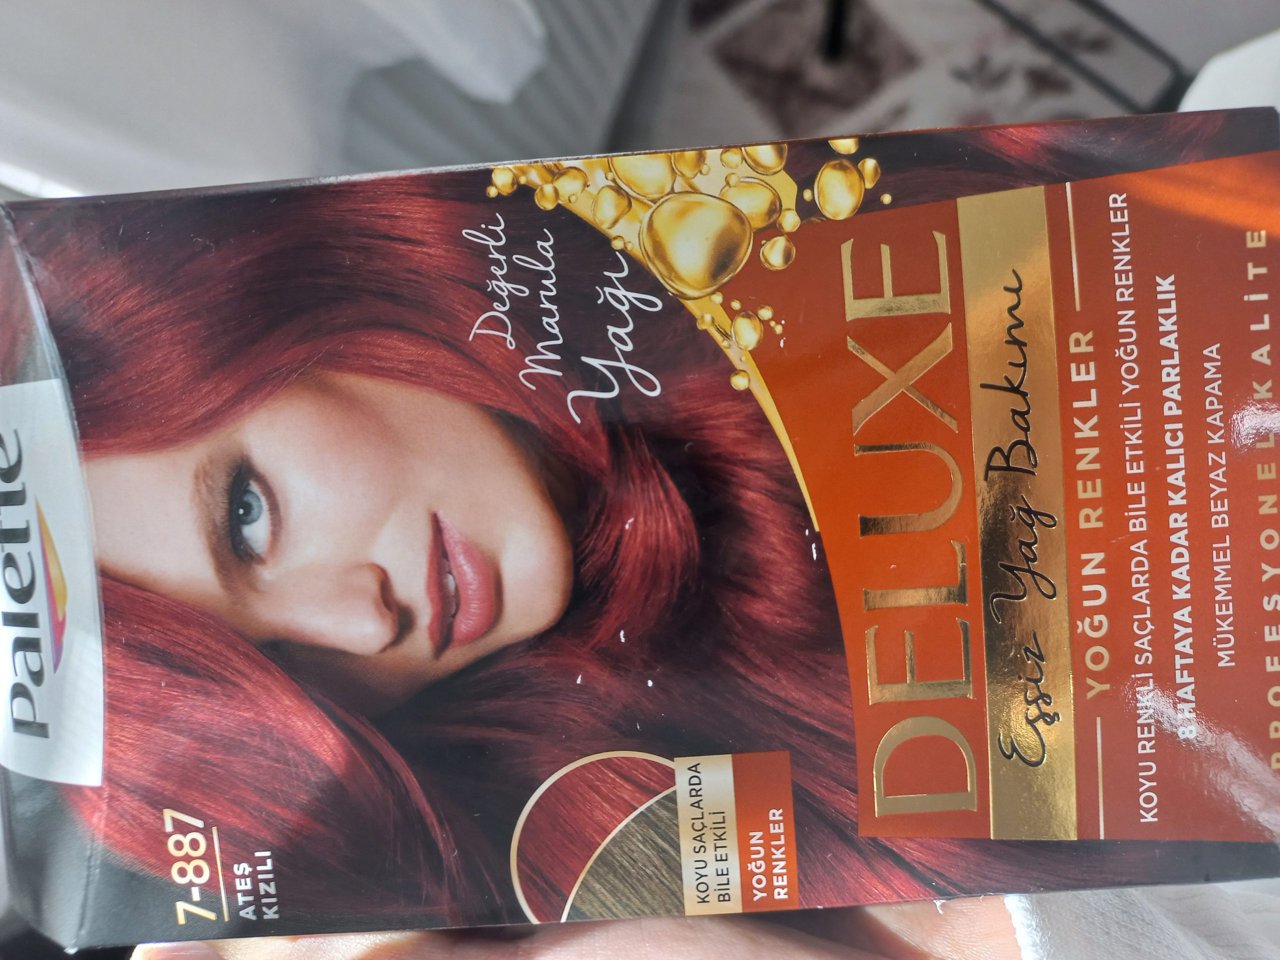 Palette
7-887
ATEŞ
KIZILI
Değerli
Marula
Yağı
KOYU SAÇLARDA
BİLE ETKİLİ
YOĞUN
RENKLER
DELUXE
Eşsiz Yağ Bakımı
YOĞUN RENKLER
KOYU RENKLİ SAÇLARDA BİLE ETKİLİ YOĞUN RENKLER
8 HAFTAYA KADAR KALICI PARLAKLIK
MÜKEMMEL BEYAZ KAPAMA
PROFESYONEL KALİTE